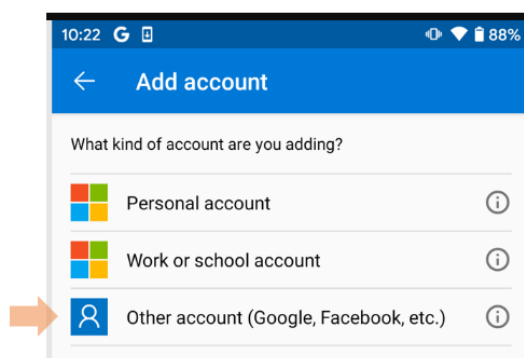 10:22 G 88%
Add account
What kind of account are you adding?
Personal account
Work or school account
Other account (Google, Facebook, etc.)